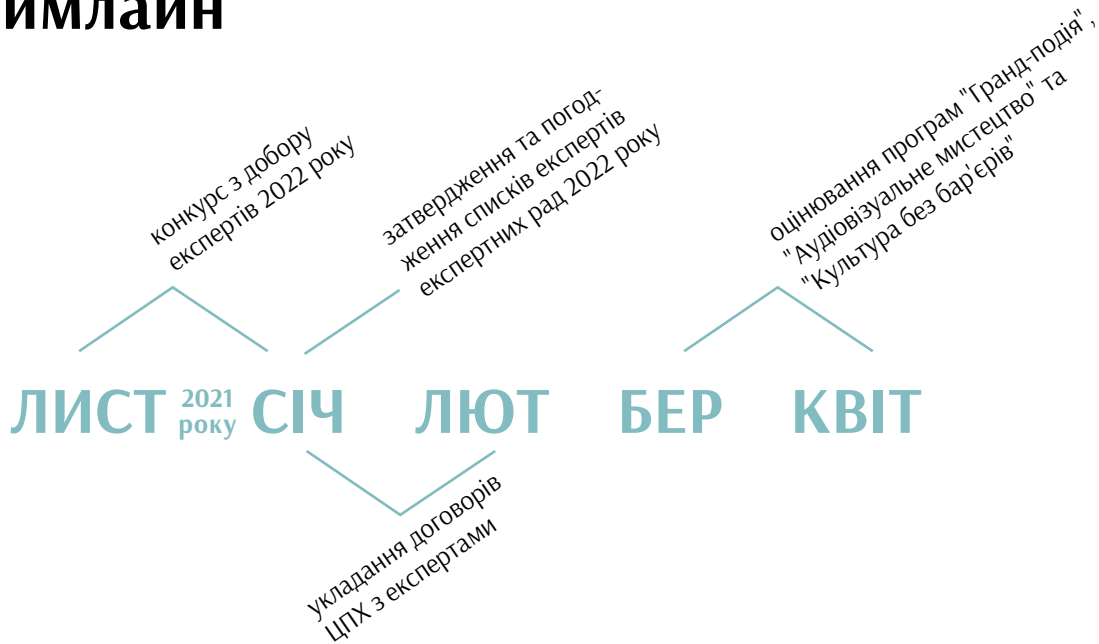 имлайн
конкурс з добору
експертів 2022 року
затвердження та погод-
ження списків експертів
експертних рад 2022 року
оцінювання програм "Гранд-подія",
"Аудіовізуальне мистецтво" та
"Культура без бар'єрів"
ЛИСТ 2021 року СІЧ ЛЮТ БЕР КВІТ
укладання договорів
ЦПХ з експертами